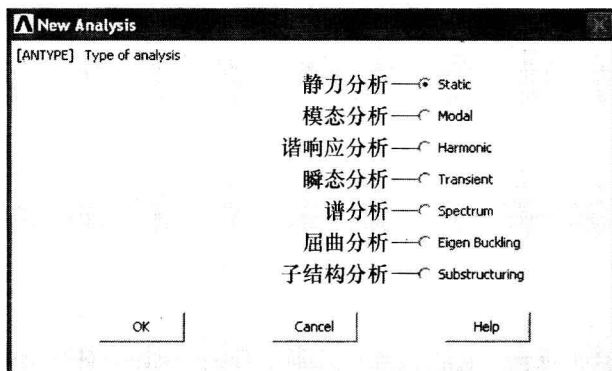 New Analysis
[ANTYPE] Type of analysis
静力分析 Static
模态分析 Modal
谐响应分析 Harmonic
瞬态分析 Transient
谱分析 Spectrum
屈曲分析 Eigen Buckling
子结构分析 Substructuring
OK Cancel Help